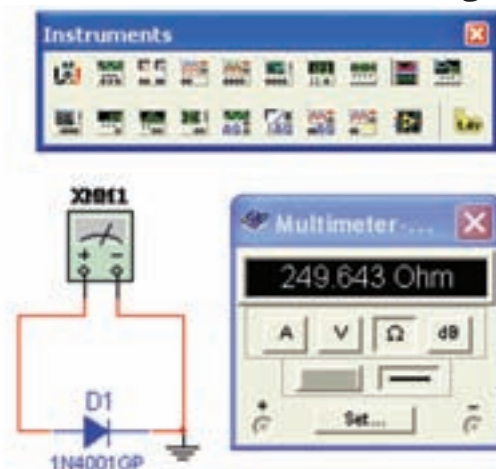 Instruments
XMM1
+ -
Multimeter-...
249.643 Ohm
A V Ω dB
+ Set... -
D1
1N4001GP